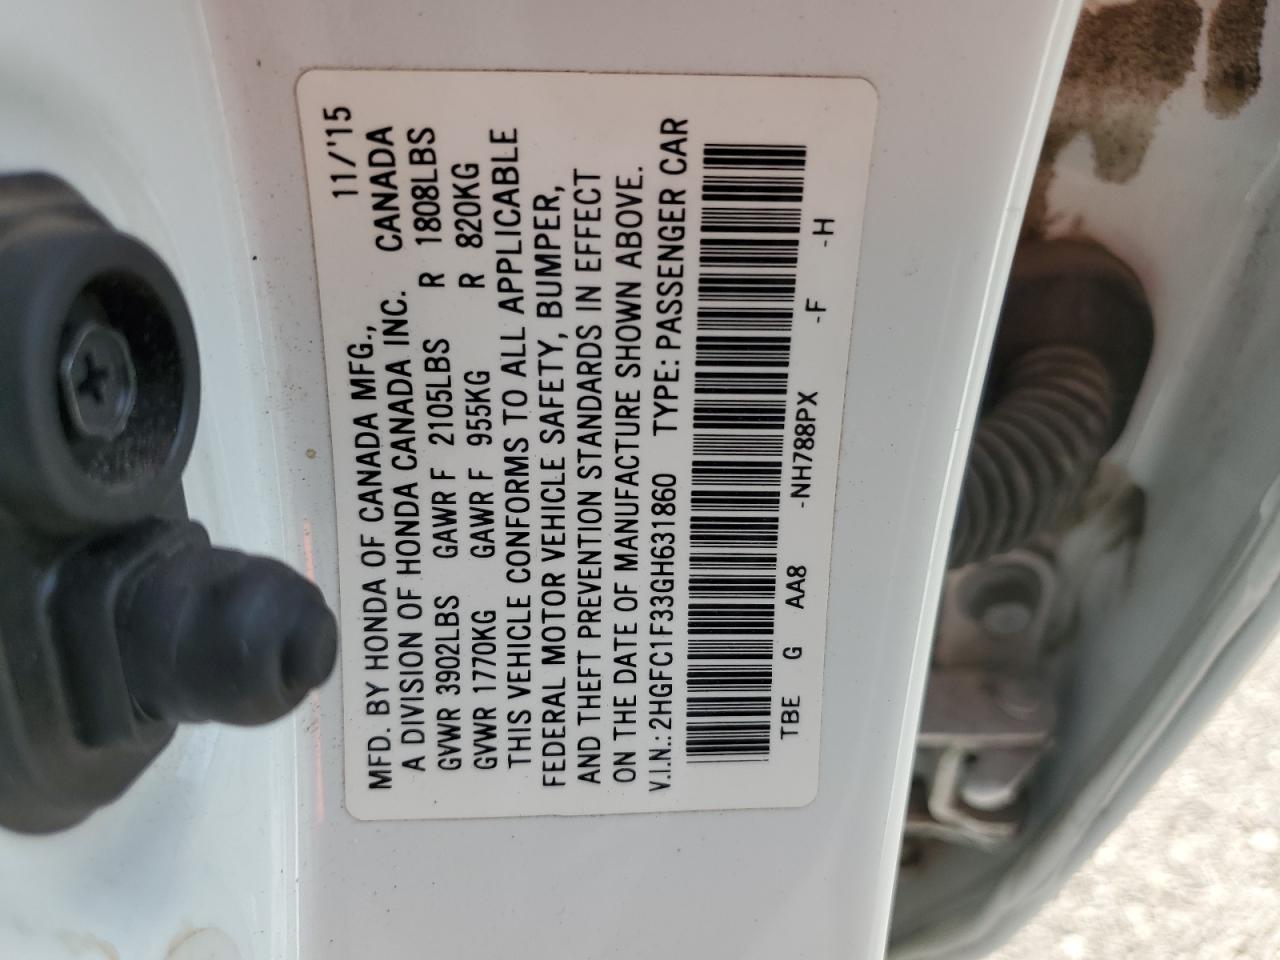 11/'15
MFD. BY HONDA OF CANADA MFG.,
A DIVISION OF HONDA CANADA INC. CANADA
GVWR 3902LBS GAWR F 2105LBS R 1808LBS
GVWR 1770KG GAWR F 955KG R 820KG
THIS VEHICLE CONFORMS TO ALL APPLICABLE
FEDERAL MOTOR VEHICLE SAFETY, BUMPER,
AND THEFT PREVENTION STANDARDS IN EFFECT
ON THE DATE OF MANUFACTURE SHOWN ABOVE.
V.I.N.: 2HGFC1F33GH631860 TYPE: PASSENGER CAR
TBE G AA8 -NH788PX -F -H